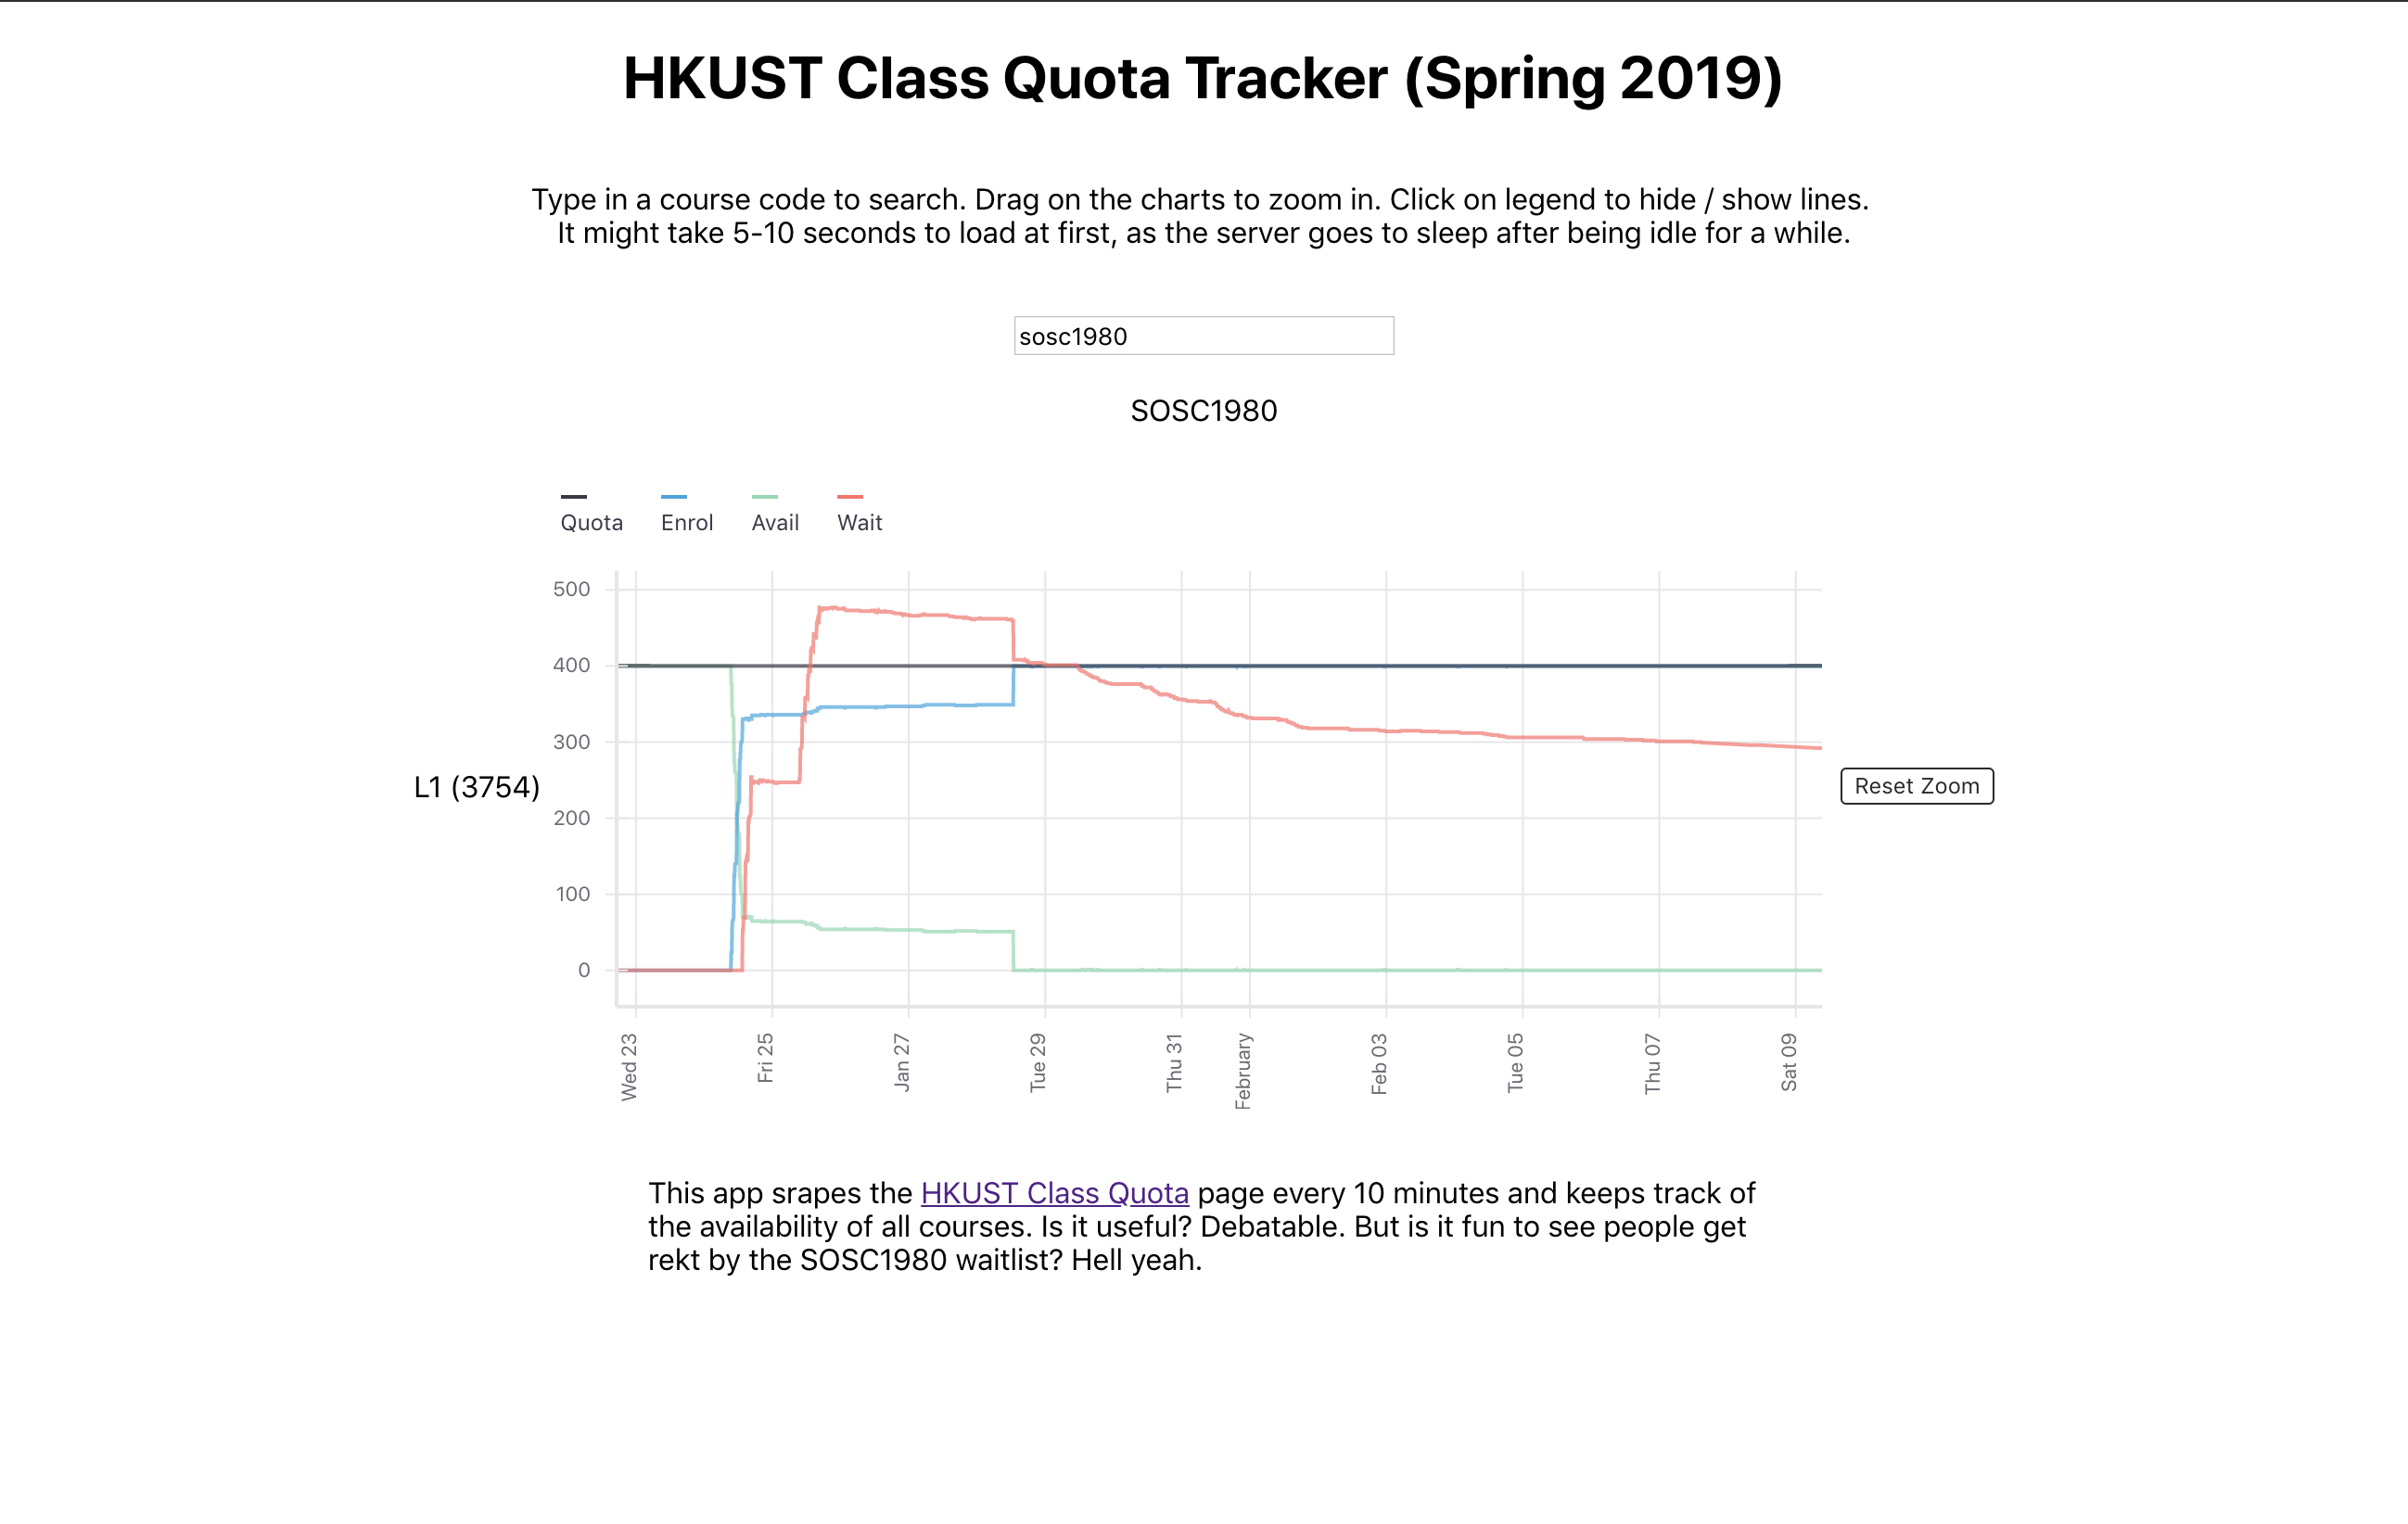 HKUST Class Quota Tracker (Spring 2019)
Type in a course code to search. Drag on the charts to zoom in. Click on legend to hide / show lines.
It might take 5-10 seconds to load at first, as the server goes to sleep after being idle for a while.
sosc1980
SOSC1980
Quota Enrol Avail Wait
500
400
300
200
100
0
L1 (3754)
Reset Zoom
Wed 23
Fri 25
Jan 27
Tue 29
Thu 31
February
Feb 03
Tue 05
Thu 07
Sat 09
This app srapes the HKUST Class Quota page every 10 minutes and keeps track of
the availability of all courses. Is it useful? Debatable. But is it fun to see people get
rekt by the SOSC1980 waitlist? Hell yeah.